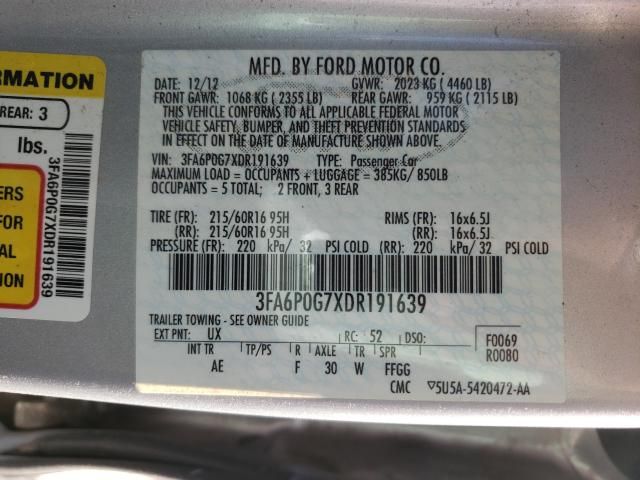 ORMATION
REAR: 3
lbs.
ERS
FOR
AL
ION
3FA6P0G7XDR191639
MFD. BY FORD MOTOR CO.
DATE: 12/12 GVWR: 2023 KG ( 4460 LB)
FRONT GAWR: 1068 KG ( 2355 LB) REAR GAWR: 959 KG ( 2115 LB)
THIS VEHICLE CONFORMS TO ALL APPLICABLE FEDERAL MOTOR
VEHICLE SAFETY, BUMPER, AND THEFT PREVENTION STANDARDS
IN EFFECT ON THE DATE OF MANUFACTURE SHOWN ABOVE.
VIN: 3FA6P0G7XDR191639 TYPE: Passenger Car
MAXIMUM LOAD = OCCUPANTS + LUGGAGE = 385KG/ 850LB
OCCUPANTS = 5 TOTAL; 2 FRONT, 3 REAR
TIRE (FR): 215/60R16 95H RIMS (FR): 16x6.5J
(RR): 215/60R16 95H (RR): 16x6.5J
PRESSURE (FR): 220 kPa/ 32 PSI COLD (RR): 220 kPa/ 32 PSI COLD
3FA6P0G7XDR191639
TRAILER TOWING - SEE OWNER GUIDE
EXT PNT: UX RC: 52 DSO: F0069
R0080
INT TR TP/PS R AXLE TR SPR
AE F 30 W FFGG
CMC ▽5U5A-5420472-AA